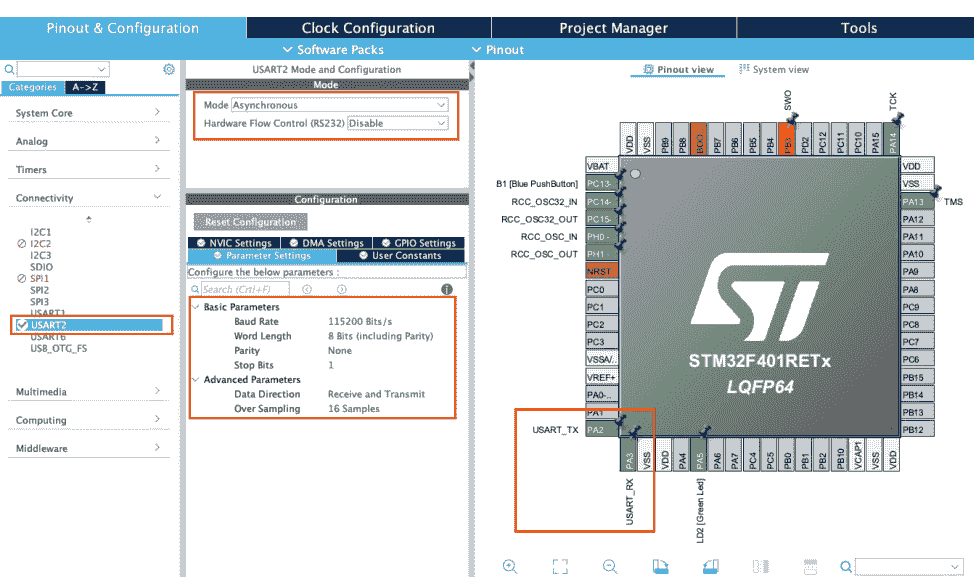 Pinout & Configuration
Clock Configuration
Project Manager
Tools
Software Packs
Pinout
Categories
A->Z
System Core
Analog
Timers
Connectivity
I2C1
I2C2
I2C3
SDIO
SPI1
SPI2
SPI3
USART1
USART2
USART6
USB_OTG_FS
Multimedia
Computing
Middleware
USART2 Mode and Configuration
Mode
Mode Asynchronous
Hardware Flow Control (RS232) Disable
Configuration
Reset Configuration
NVIC Settings
DMA Settings
GPIO Settings
Parameter Settings
User Constants
Configure the below parameters :
Search (Crtl+F)
Basic Parameters
Baud Rate 115200 Bits/s
Word Length 8 Bits (including Parity)
Parity None
Stop Bits 1
Advanced Parameters
Data Direction Receive and Transmit
Over Sampling 16 Samples
Pinout view
System view
SWO
TCK
VDD
VSS
PB9
PB8
BOO
PB7
PB6
PB5
PB4
PB3
PD2
PC12
PC11
PC10
PA15
PA14
B1 [Blue PushButton]
RCC_OSC32_IN
RCC_OSC32_OUT
RCC_OSC_IN
RCC_OSC_OUT
USART_TX
VBAT
PC13-
PC14-
PC15-
PH0 -
PH1 -
NRST
PC0
PC1
PC2
PC3
VSSA/..
VREF+
PA0-..
PA1
PA2
STM32F401RETx
LQFP64
VDD
VSS
PA13
TMS
PA12
PA11
PA10
PA9
PA8
PC9
PC8
PC7
PC6
PB15
PB14
PB13
PB12
PA3
VSS
VDD
PA4
PA5
PA6
PA7
PC4
PC5
PB0
PB1
PB2
PB10
VCAP1
VSS
VDD
USART_RX
LD2 [Green Led]